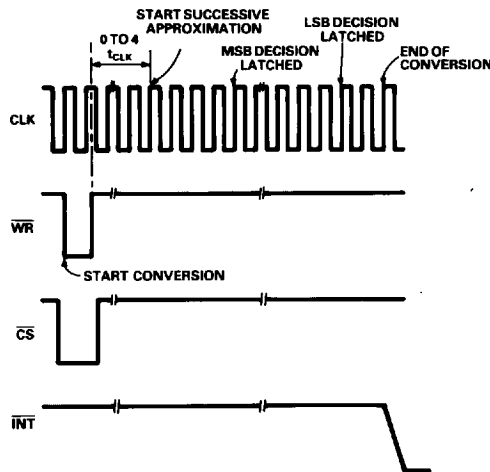 START SUCCESSIVE
APPROXIMATION
0 TO 4
tCLK
MSB DECISION
LATCHED
LSB DECISION
LATCHED
END OF
CONVERSION
CLK
WR
START CONVERSION
CS
INT